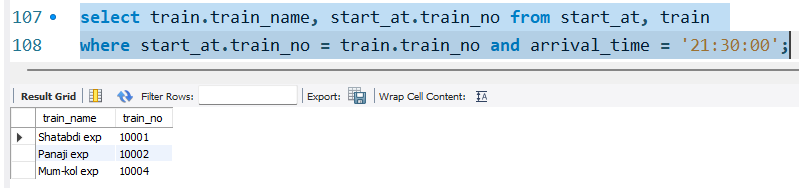 107 select train.train_name, start_at.train_no from start_at, train
108 where start_at.train_no = train.train_no and arrival_time = '21:30:00';
Result Grid Filter Rows: Export: Wrap Cell Content: IA
train_name train_no
Shatabdi exp 10001
Panaji exp 10002
Mum-kol exp 10004